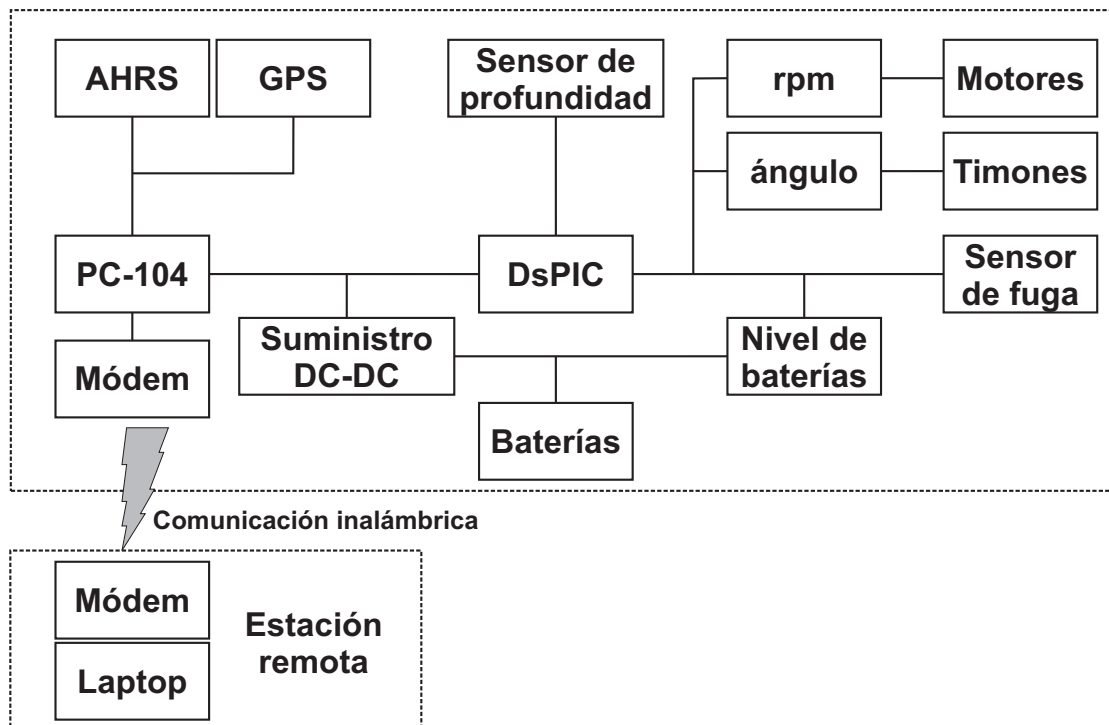 AHRS
GPS
Sensor de
profundidad
rpm
Motores
ángulo
Timones
PC-104
DsPIC
Sensor
de fuga
Suministro
DC-DC
Nivel de
baterías
Módem
Baterías
Comunicación inalámbrica
Módem
Estación
remota
Laptop